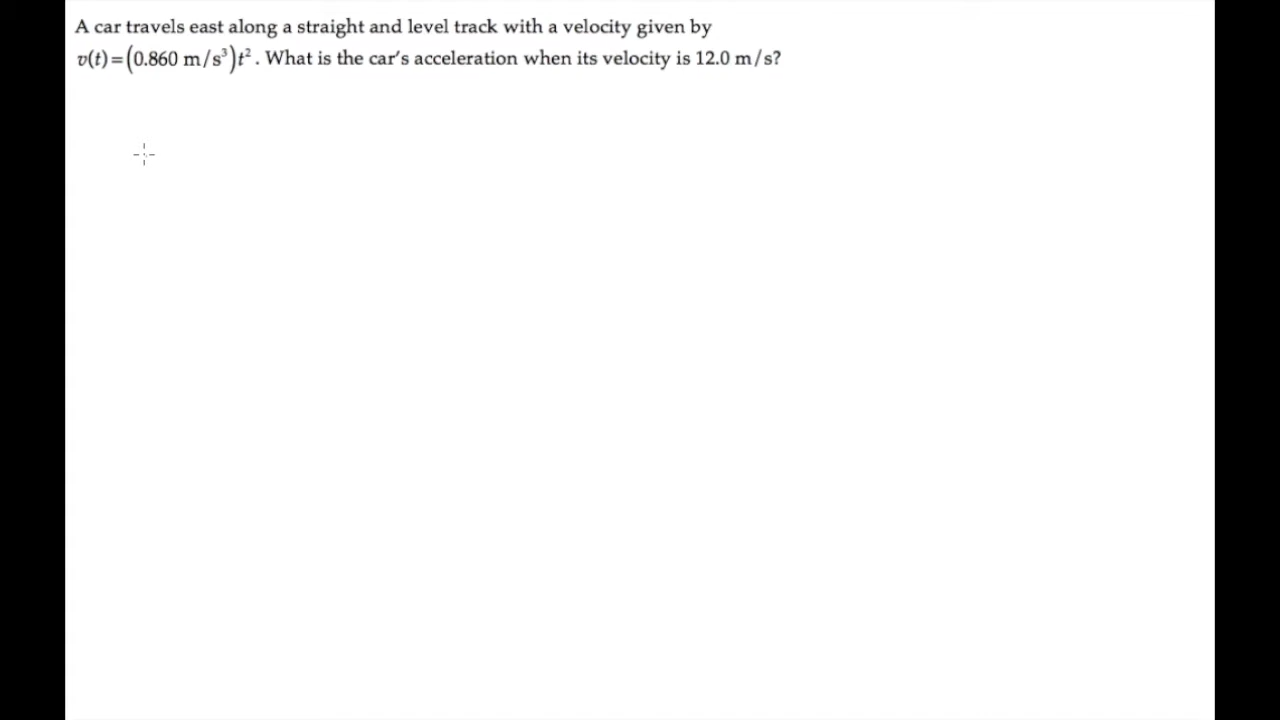 A car travels east along a straight and level track with a velocity given by
v(t)=(0.860 m/s³)t². What is the car's acceleration when its velocity is 12.0 m/s?